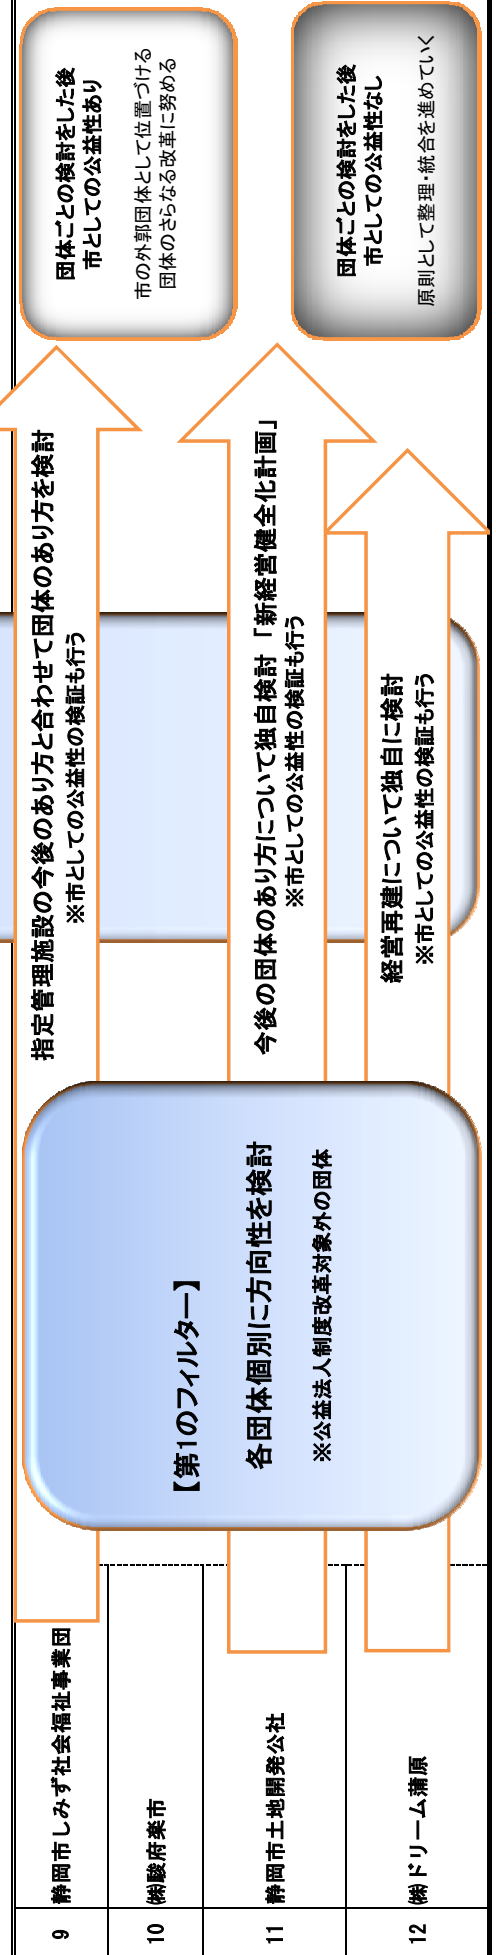 9 静岡市しみず社会福祉事業団
10 ㈱駿府楽市
11 静岡市土地開発公社
12 ㈱ドリーム蒲原
【第1のフィルター】
各団体個別に方向性を検討
※公益法人制度改革対象外の団体
指定管理施設の今後のあり方と合わせて団体のあり方を検討
※市としての公益性の検証も行う
今後の団体のあり方について独自検討「新経営健全化計画」
※市としての公益性の検証も行う
経営再建について独自に検討
※市としての公益性の検証も行う
団体ごとの検討をした後
市としての公益性あり
市の外郭団体として位置づける
団体のさらなる改革に努める
団体ごとの検討をした後
市としての公益性なし
原則として整理・統合を進めていく